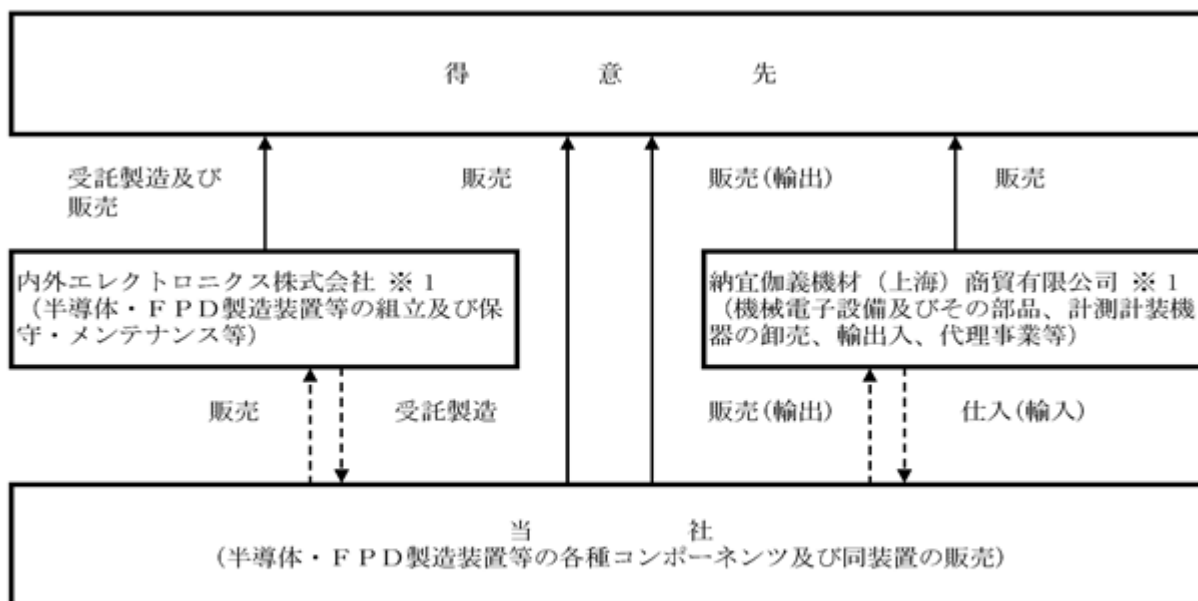 得意先
受託製造及び
販売
販売
販売(輸出)
販売
内外エレクトロニクス株式会社 ※1
(半導体・FPD製造装置等の組立及び保
守・メンテナンス等)
納宜伽義機材(上海)商貿有限公司 ※1
(機械電子設備及びその部品、計測計装機
器の卸売、輸出入、代理事業等)
販売
受託製造
販売(輸出)
仕入(輸入)
当社
(半導体・FPD製造装置等の各種コンポーネンツ及び同装置の販売)